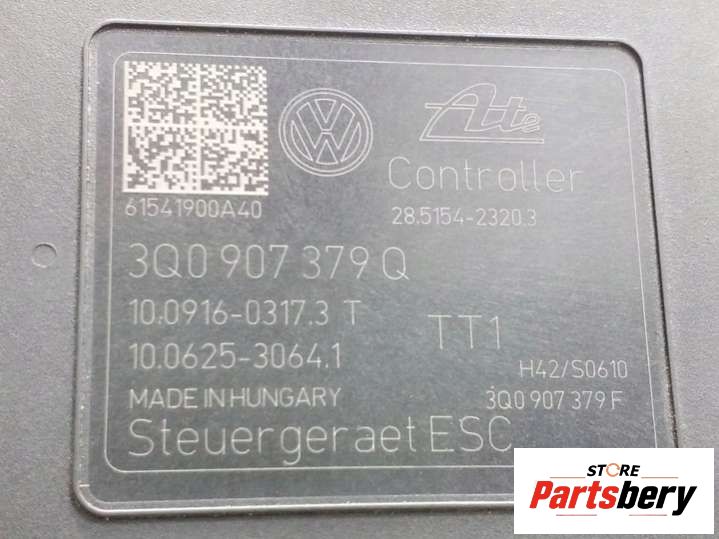 VW
Ate
Controller
61541900A40
28.5154-2320.3
3Q0 907 379 Q
10.0916-0317.3 T
10.0625-3064.1
TT1
H42/S0610
MADE IN HUNGARY
3Q0 907 379 F
Steuergeraet ESC
STORE
Partsbery